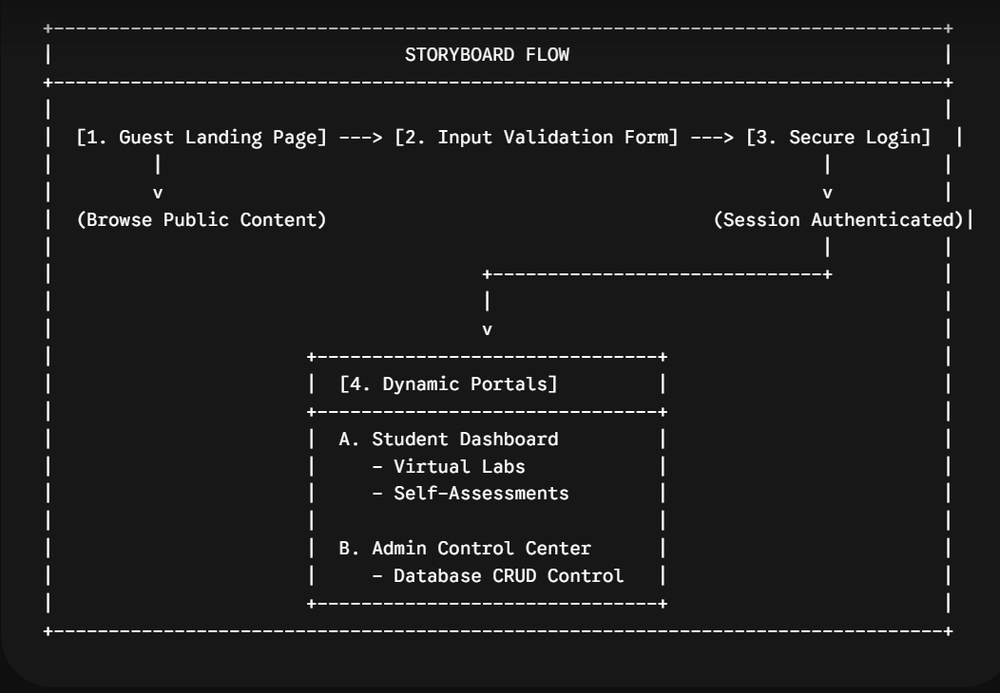 STORYBOARD FLOW
[1. Guest Landing Page] ---> [2. Input Validation Form] ---> [3. Secure Login]
v v
(Browse Public Content) (Session Authenticated)
v
[4. Dynamic Portals]
A. Student Dashboard
- Virtual Labs
- Self-Assessments
B. Admin Control Center
- Database CRUD Control